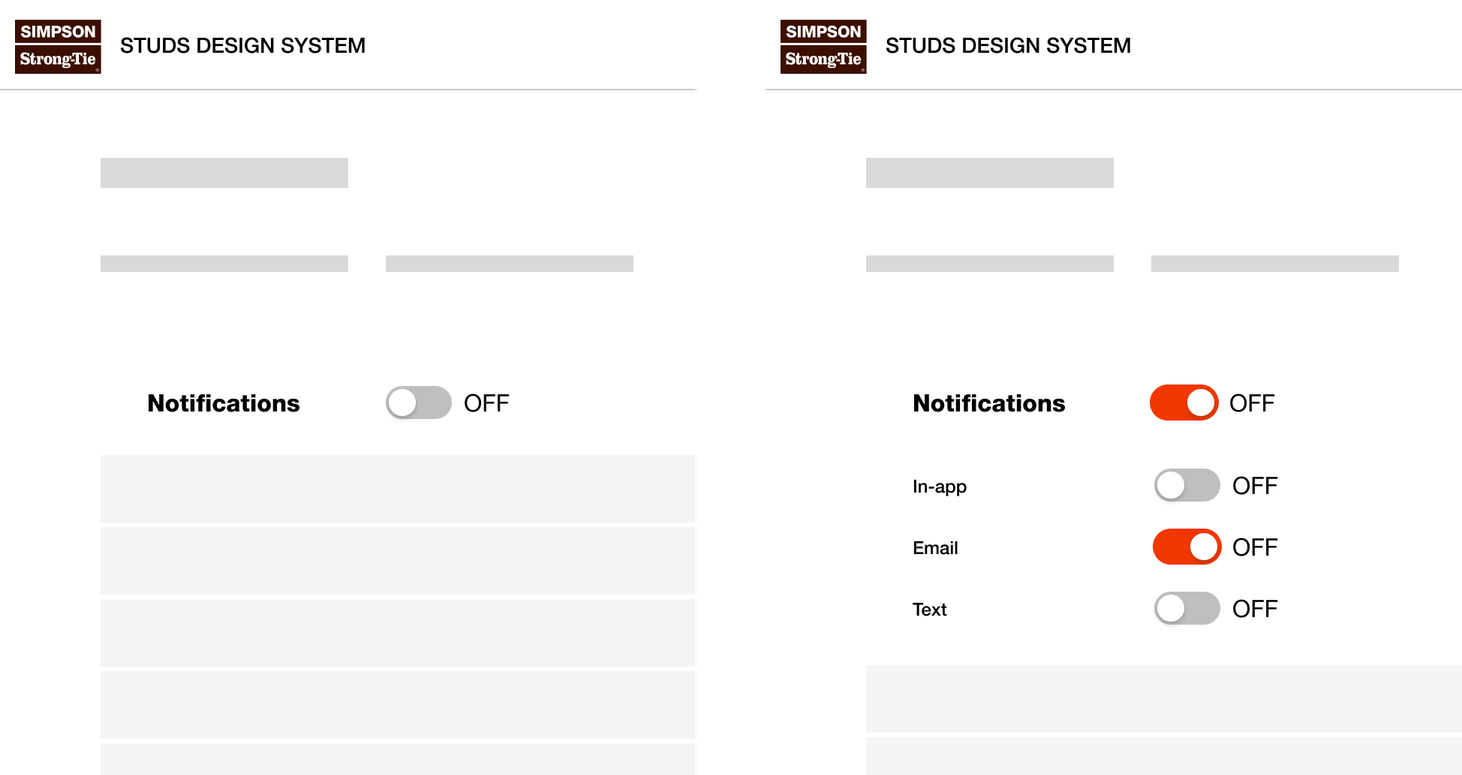 SIMPSON
Strong-Tie
STUDS DESIGN SYSTEM
Notifications OFF
SIMPSON
Strong-Tie
STUDS DESIGN SYSTEM
Notifications OFF
In-app OFF
Email OFF
Text OFF